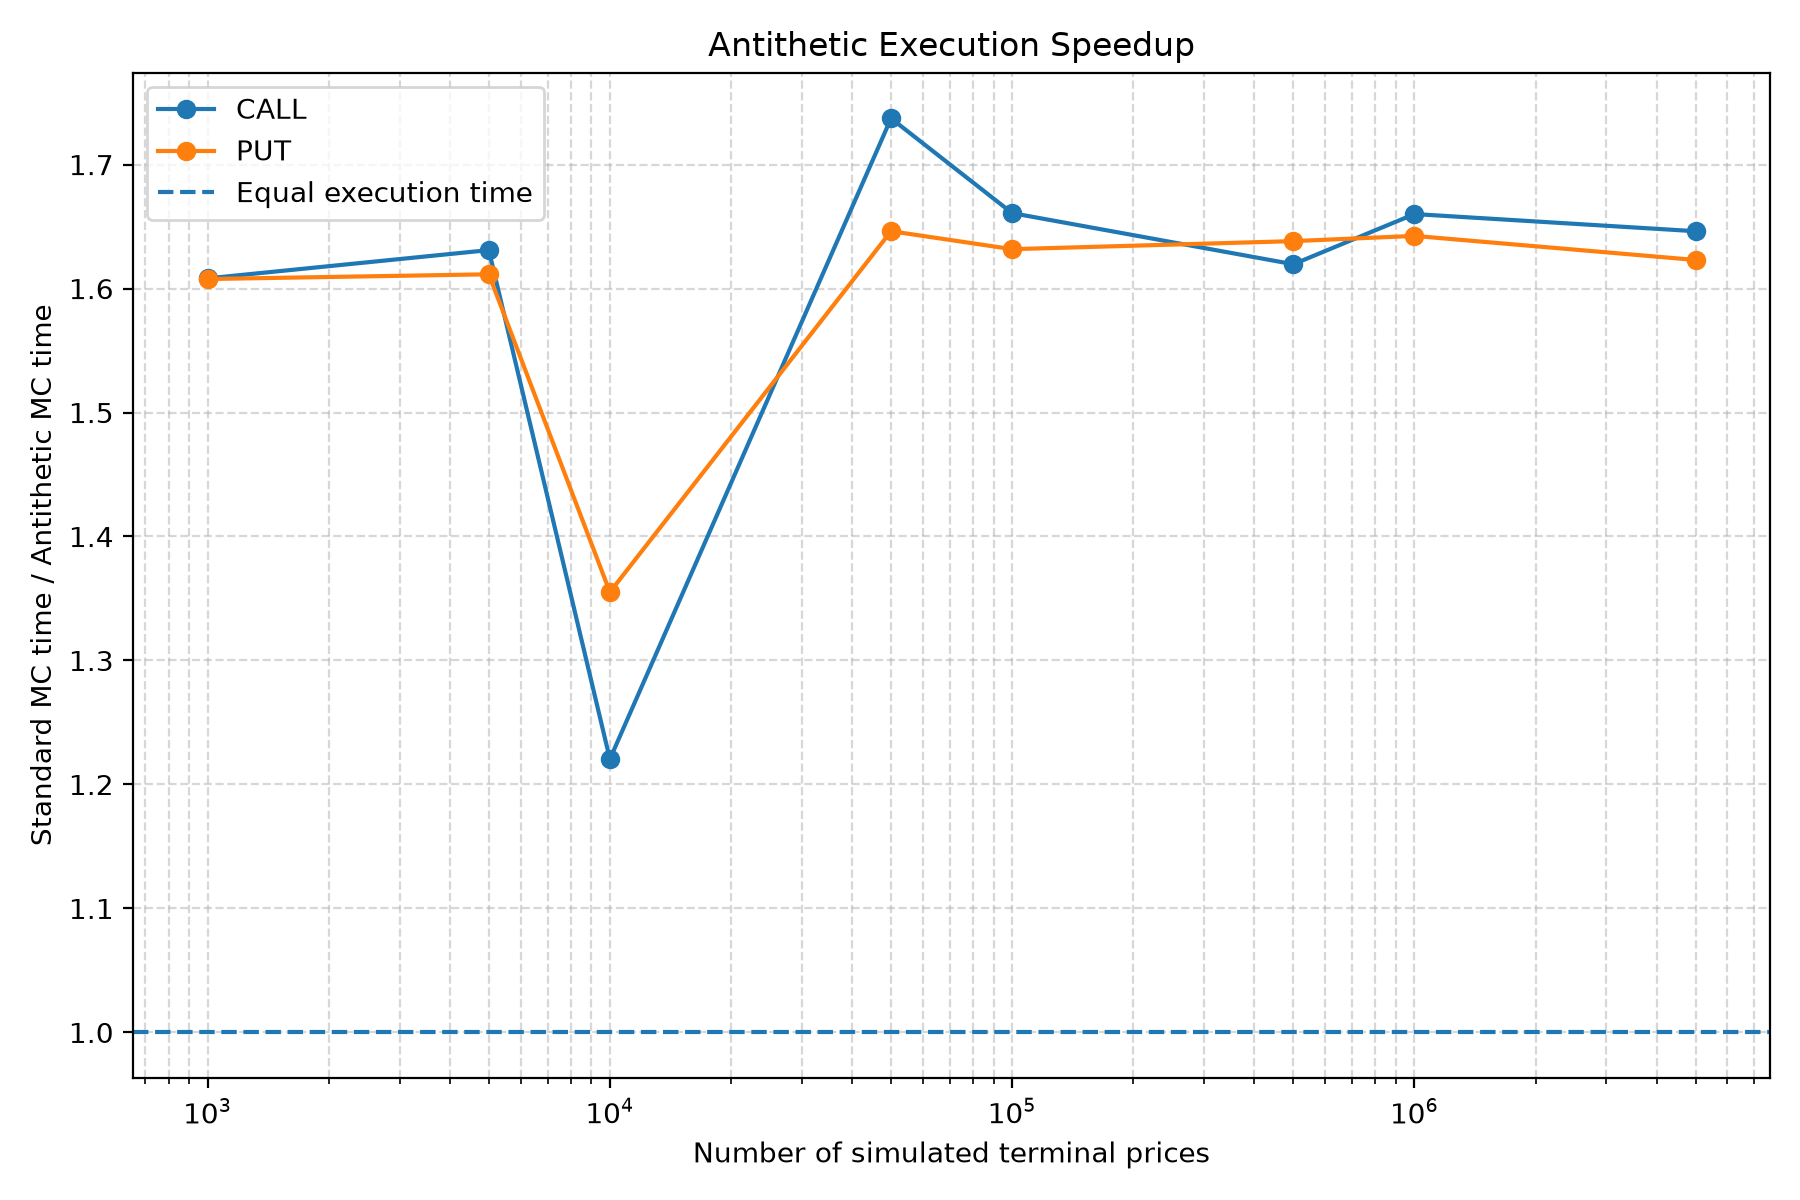 Antithetic Execution Speedup
CALL
PUT
Equal execution time
Standard MC time / Antithetic MC time
1.7
1.6
1.5
1.4
1.3
1.2
1.1
1.0
10³
10⁴
10⁵
10⁶
Number of simulated terminal prices